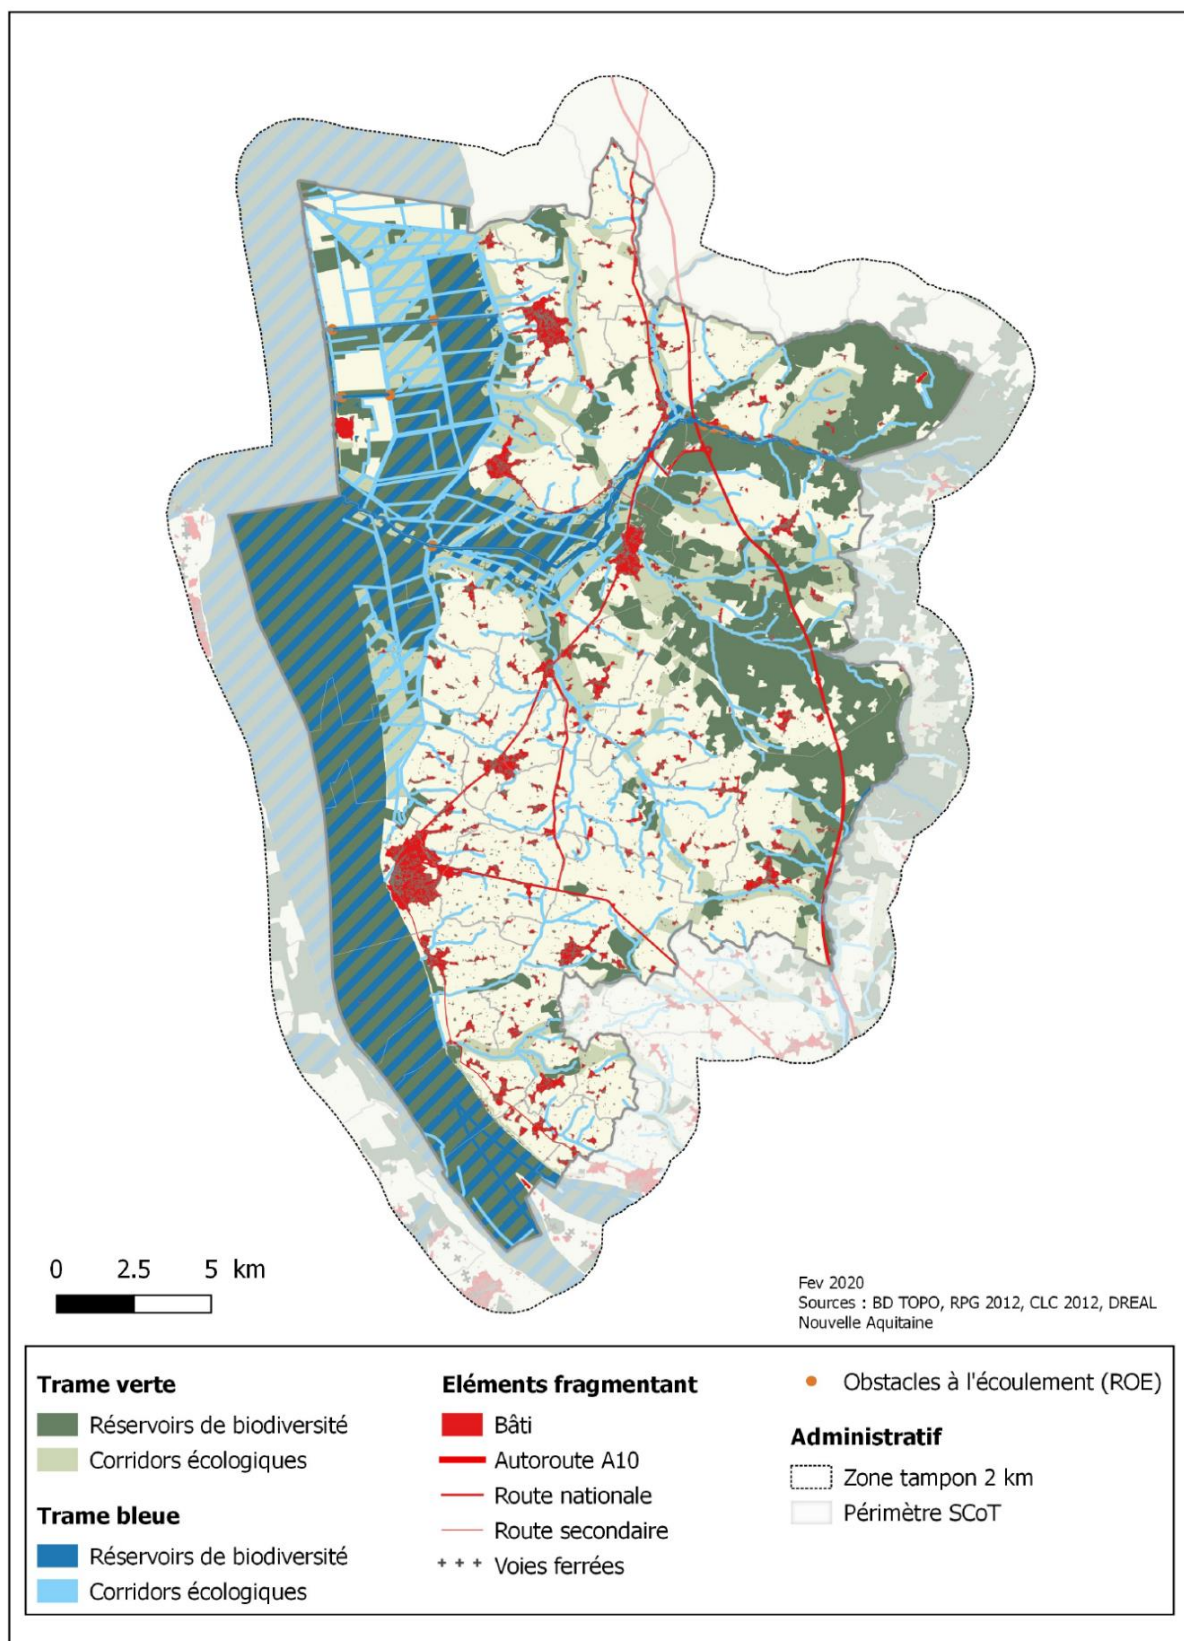 0 2.5 5 km
Fev 2020
Sources : BD TOPO, RPG 2012, CLC 2012, DREAL
Nouvelle Aquitaine
Trame verte
Réservoirs de biodiversité
Corridors écologiques
Trame bleue
Réservoirs de biodiversité
Corridors écologiques
Eléments fragmentant
Bâti
Autoroute A10
Route nationale
Route secondaire
Voies ferrées
Obstacles à l'écoulement (ROE)
Administratif
Zone tampon 2 km
Périmètre SCoT